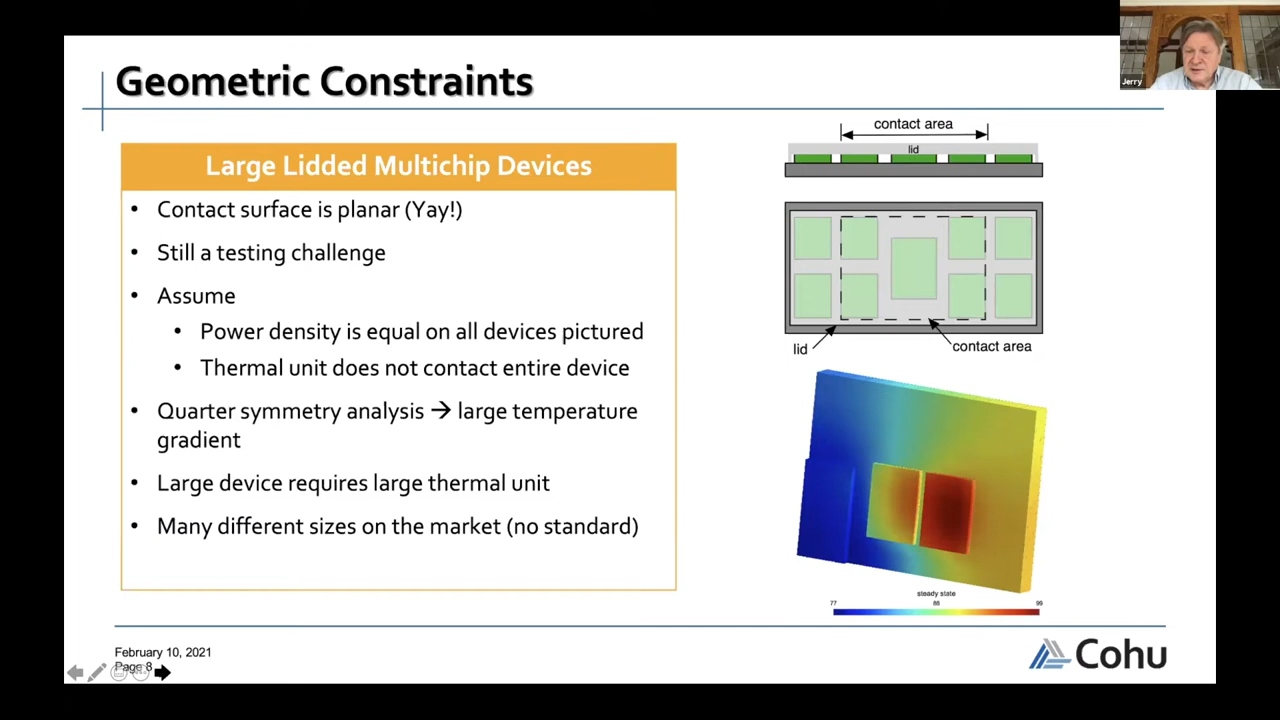 Geometric Constraints
Large Lidded Multichip Devices
• Contact surface is planar (Yay!)
• Still a testing challenge
• Assume
• Power density is equal on all devices pictured
• Thermal unit does not contact entire device
• Quarter symmetry analysis → large temperature
gradient
• Large device requires large thermal unit
• Many different sizes on the market (no standard)
contact area
lid
lid
contact area
steady state
77 88 99
February 10, 2021
Page 8
Cohu
Jerry